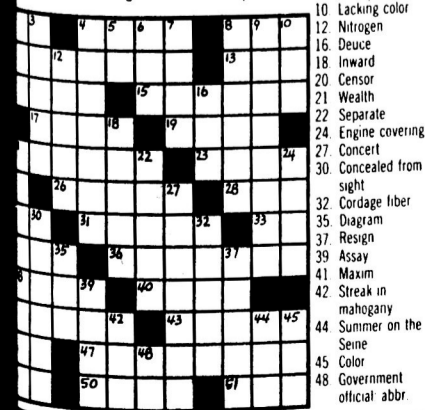 3 4 5 6 7 8 9 10
12 13
15 16
17 18 19
22 23 24
26 27 28
30 31 32 33
35 36 37
39 40
42 43 44 45
47 48
50 51
10 Lacking color
12. Nitrogen
16. Deuce
18. Inward
20. Censor
21 Wealth
22 Separate
24. Engine covering
27. Concert
30. Concealed from
sight
32. Cordage fiber
35. Diagram
37. Resign
39 Assay
41. Maxim
42. Streak in
mahogany
44. Summer on the
Seine
45 Color
48. Government
official: abbr.